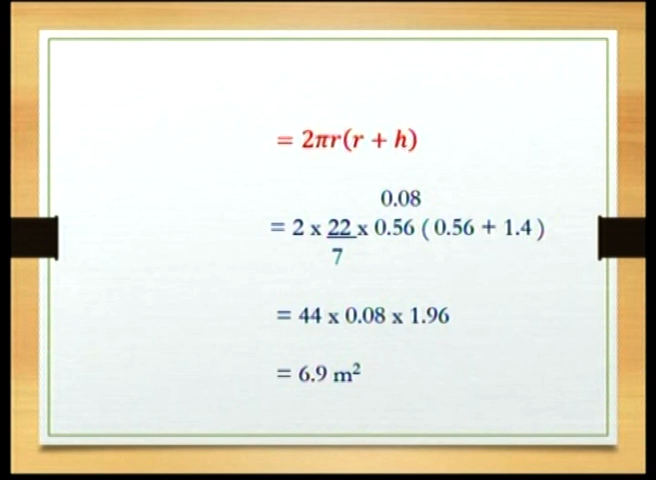 = 2πr(r + h)
0.08
= 2 x 22 x 0.56 ( 0.56 + 1.4 )
7
= 44 x 0.08 x 1.96
= 6.9 m²